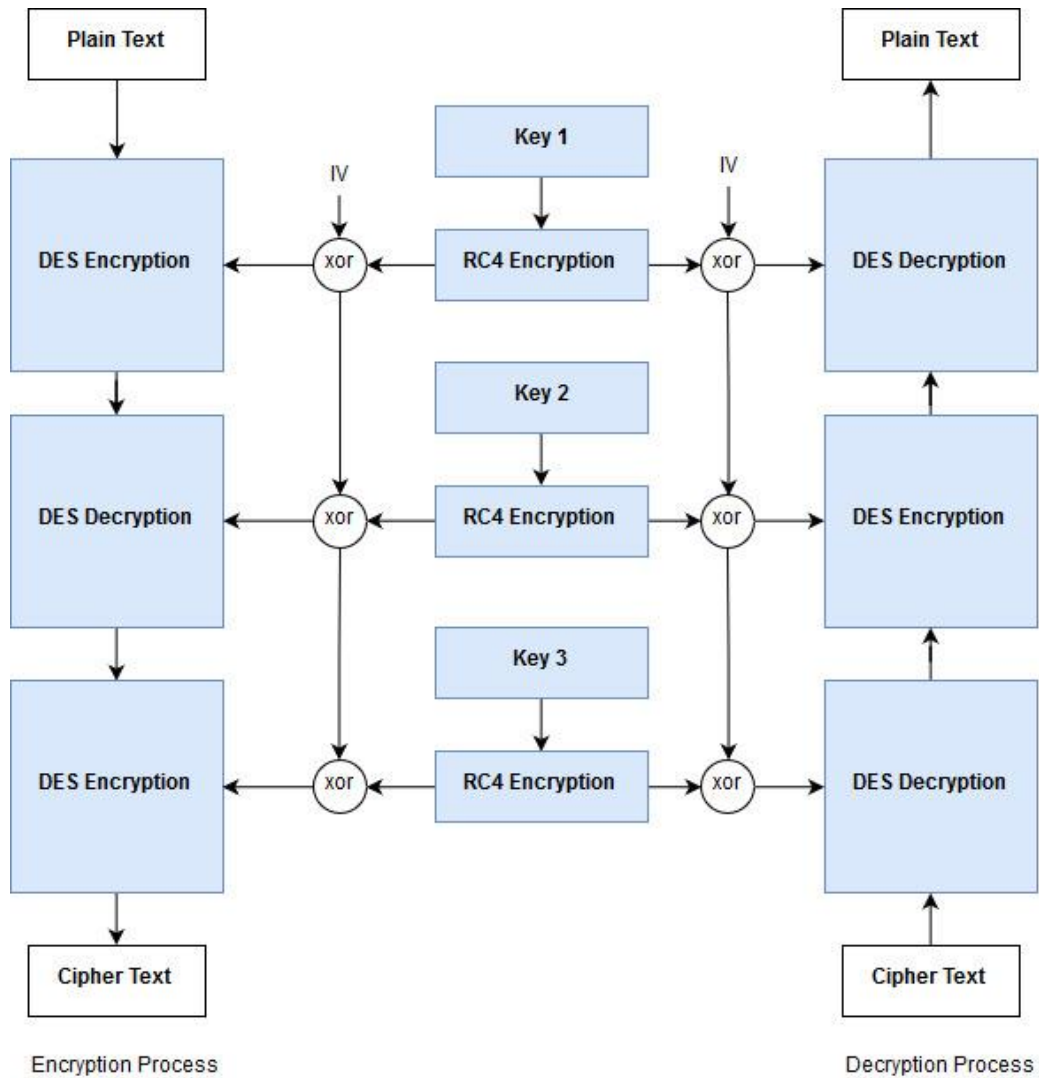 Plain Text
Plain Text
Key 1
IV
IV
DES Encryption
xor
RC4 Encryption
xor
DES Decryption
Key 2
DES Decryption
xor
RC4 Encryption
xor
DES Encryption
Key 3
DES Encryption
xor
RC4 Encryption
xor
DES Decryption
Cipher Text
Cipher Text
Encryption Process
Decryption Process